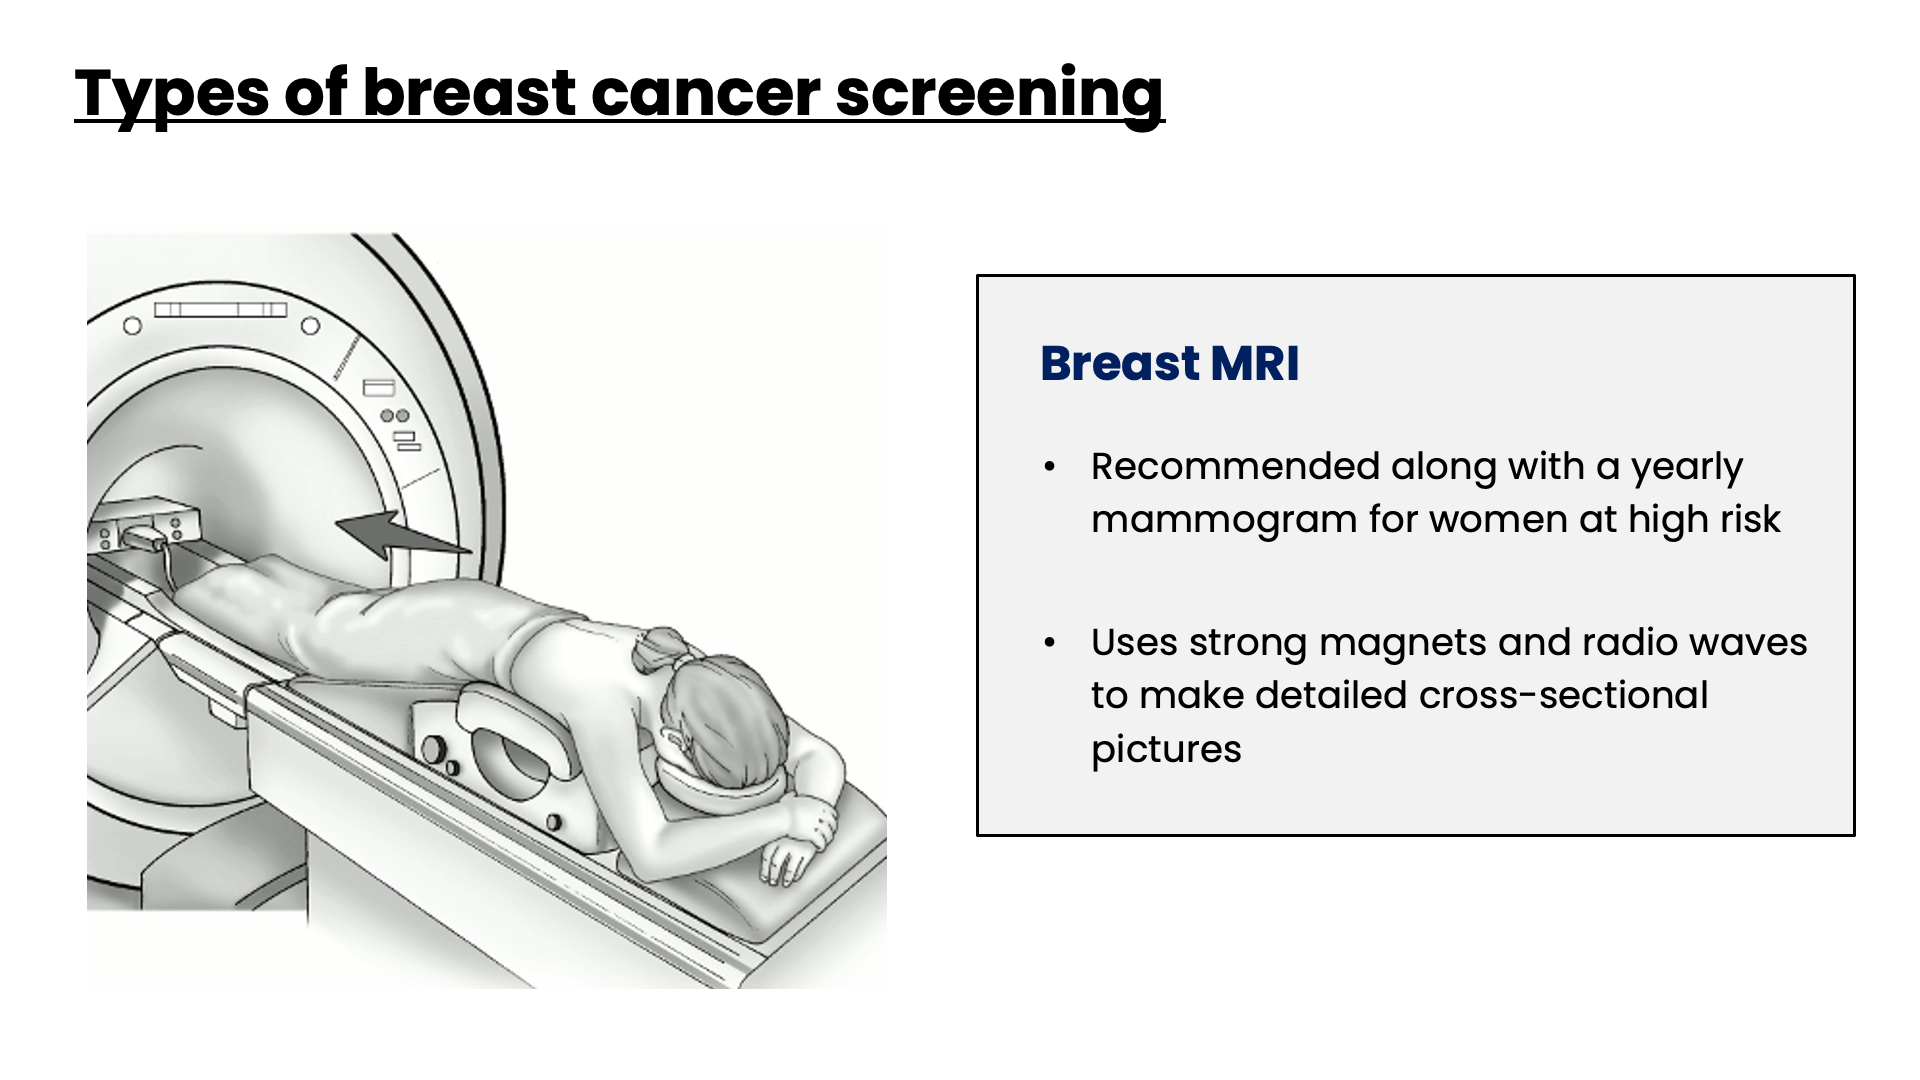 Types of breast cancer screening
Breast MRI
• Recommended along with a yearly
mammogram for women at high risk
• Uses strong magnets and radio waves
to make detailed cross-sectional
pictures